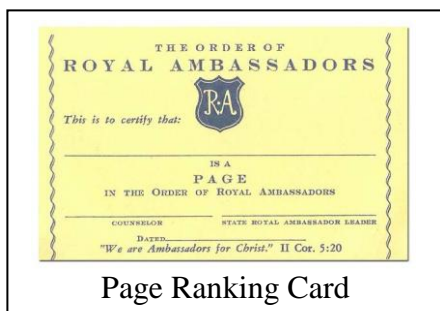 THE ORDER OF
ROYAL AMBASSADORS
R·A
This is to certify that:
IS A
PAGE
IN THE ORDER OF ROYAL AMBASSADORS
COUNSELOR STATE ROYAL AMBASSADOR LEADER
DATED
"We are Ambassadors for Christ." II Cor. 5:20
Page Ranking Card